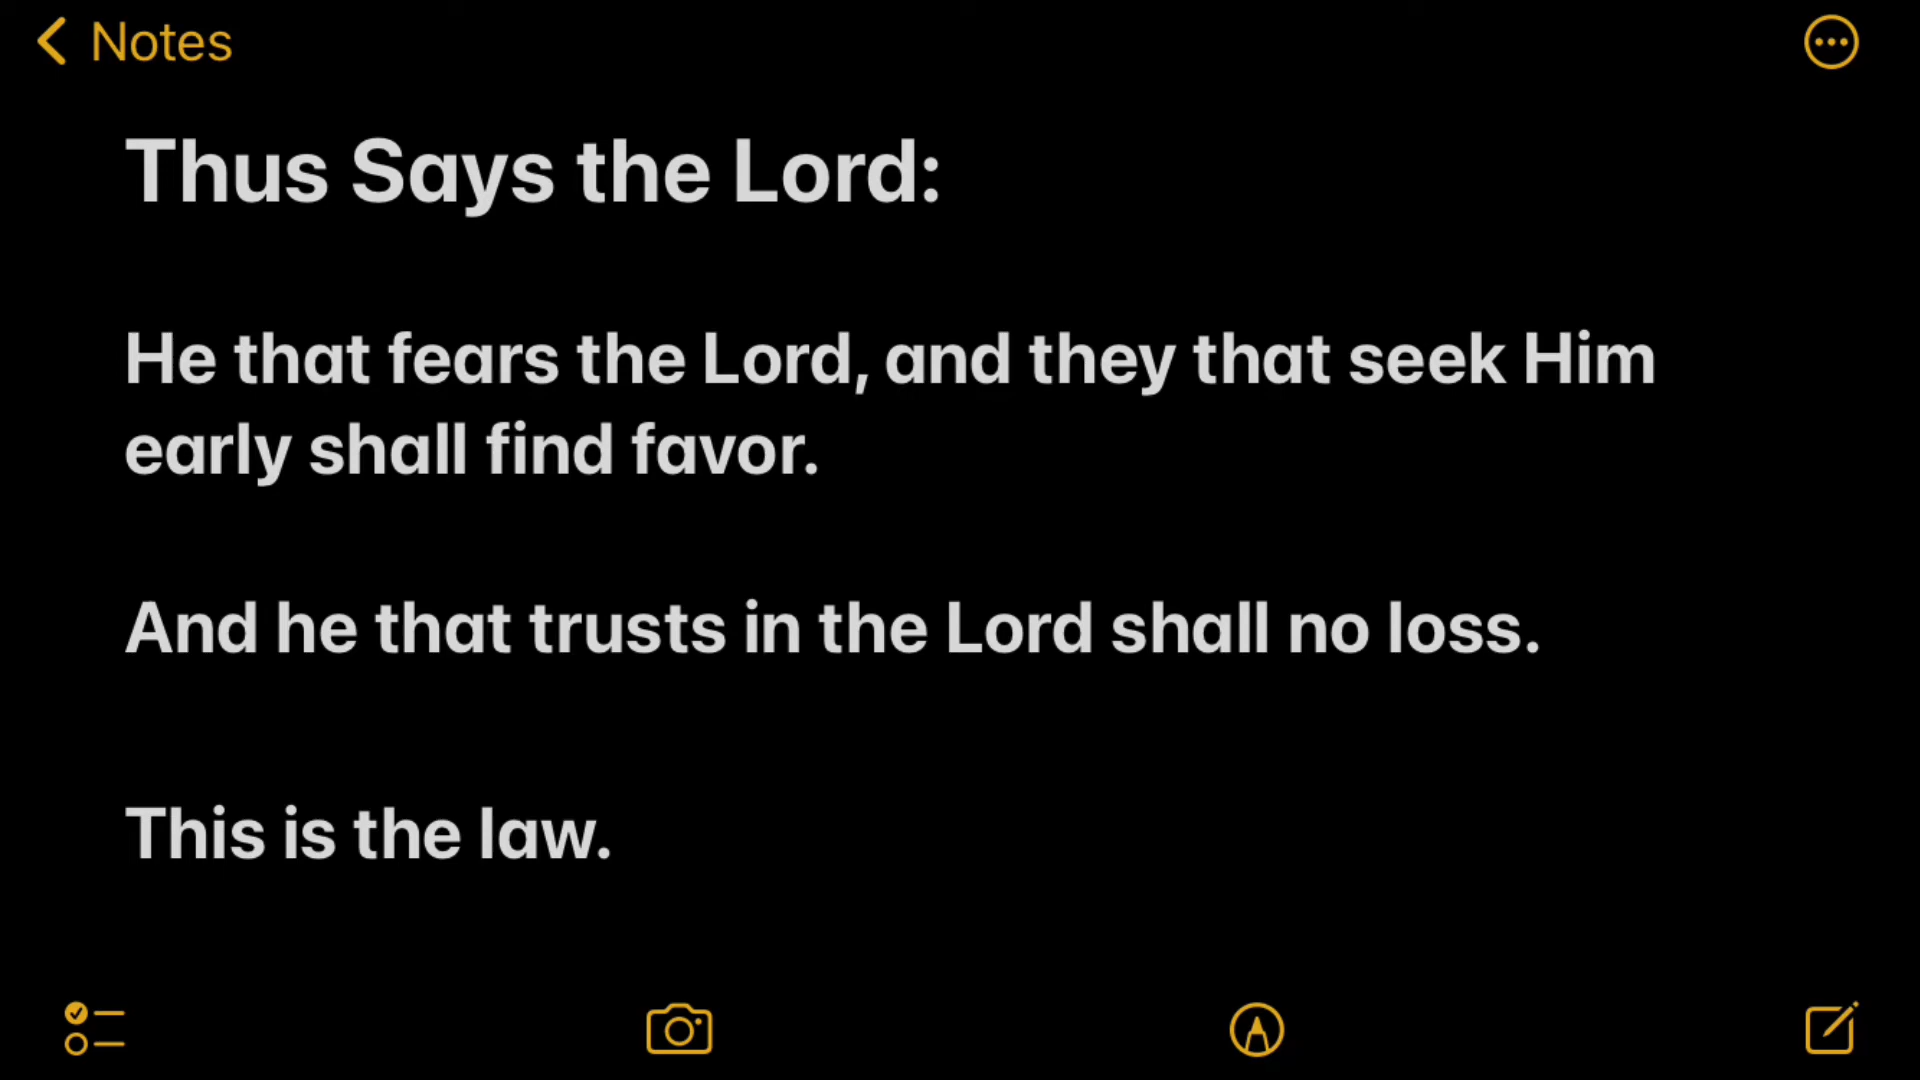 Notes
Thus Says the Lord:
He that fears the Lord, and they that seek Him
early shall find favor.
And he that trusts in the Lord shall no loss.
This is the law.